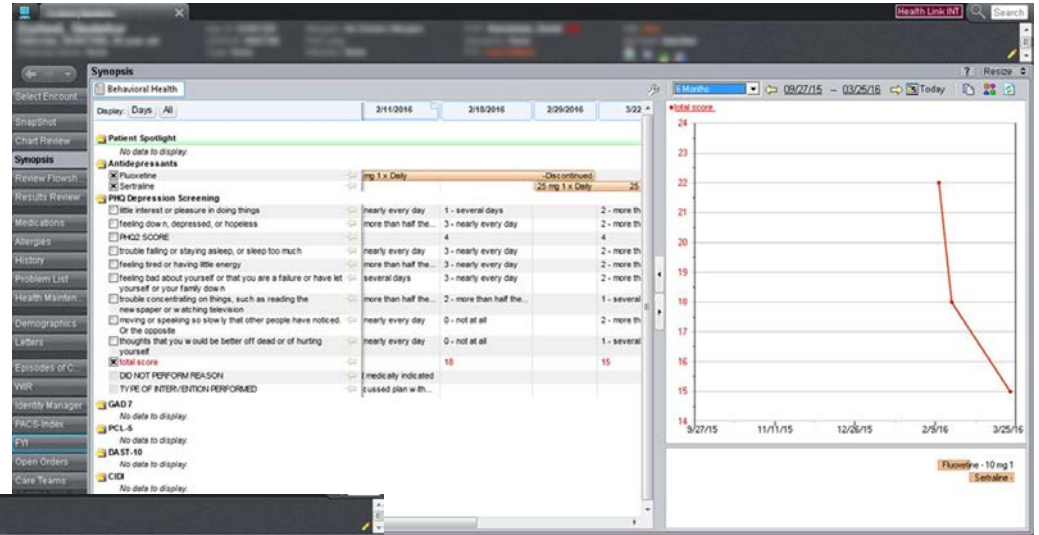 Health Link INT
Search
Synopsis
? Resize
Select Encount
SnapShot
Chart Review
Synopsis
Review Flowsh...
Results Review
Medications
Allergies
History
Problem List
Health Mainten...
Demographics
Letters
Episodes of C...
WIR
Identity Manager
PACS-Index
FYI
Open Orders
Care Teams
Behavioral Health
Display: Days All
2/11/2016 2/18/2016 2/29/2016 3/22
Patient Spotlight
No data to display.
Antidepressants
Fluoxetine mg 1 x Daily -Discontinued
Sertraline 25 mg 1 x Daily 25
PHQ Depression Screening
little interest or pleasure in doing things nearly every day 1 - several days 2 - more th
feeling down, depressed, or hopeless more than half the... 3 - nearly every day 2 - more th
PHQ2 SCORE 4 4
trouble falling or staying asleep, or sleep too much nearly every day 3 - nearly every day 2 - more th
feeling tired or having little energy more than half the... 3 - nearly every day 2 - more th
feeling bad about yourself or that you are a failure or have let several days 3 - nearly every day 2 - more th
yourself or your family down
trouble concentrating on things, such as reading the more than half the... 2 - more than half the... 1 - several
newspaper or watching television
moving or speaking so slowly that other people have noticed. nearly every day 0 - not at all 2 - more th
Or the opposite
thoughts that you would be better off dead or of hurting nearly every day 0 - not at all 1 - several
yourself
total score 18 15
DID NOT PERFORM REASON t medically indicated
TYPE OF INTERVENTION PERFORMED cussed plan with...
GAD7
No data to display.
PCL-5
No data to display.
DAST-10
No data to display
CIDI
No data to display.
6 Months 09/27/15 - 03/25/16 Today
total score
24
23
22
21
20
19
18
17
16
15
14
9/27/15 11/11/15 12/26/15 2/9/16 3/25/16
Fluoxetine - 10 mg 1
Sertraline -